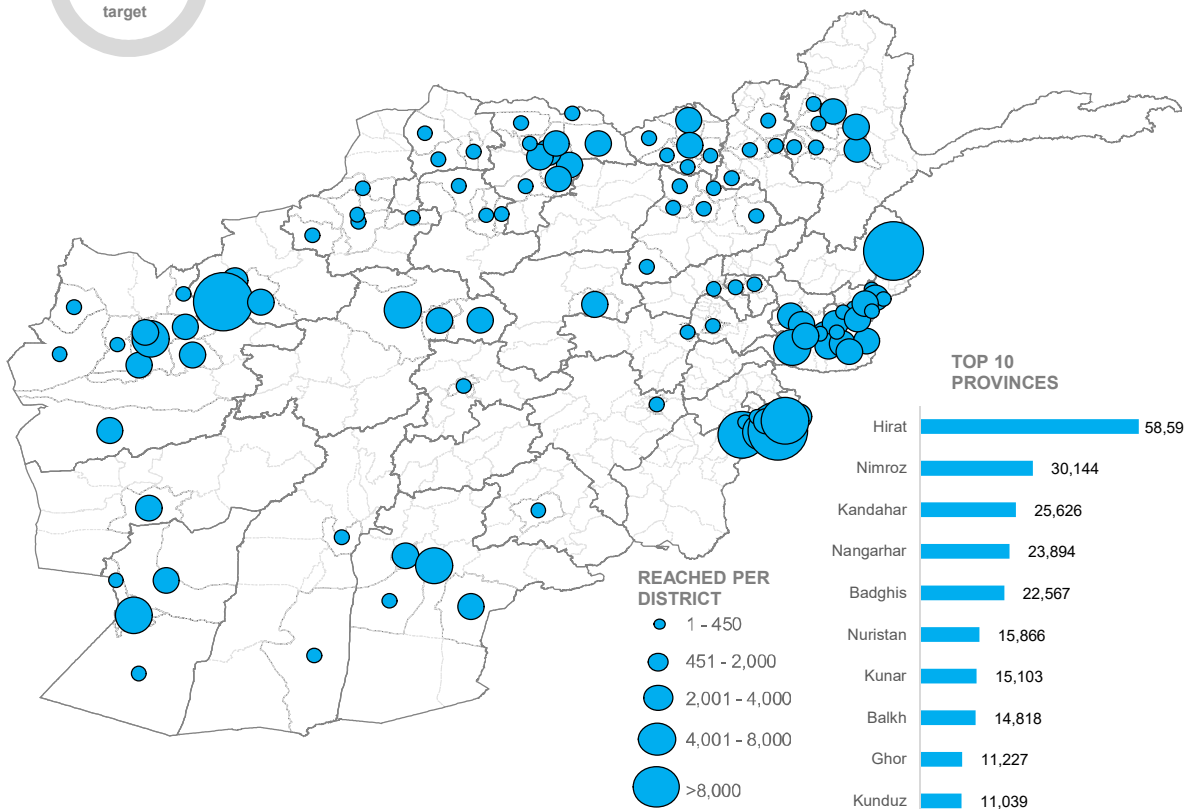 target
TOP 10
PROVINCES
Hirat 58,59
Nimroz 30,144
Kandahar 25,626
Nangarhar 23,894
Badghis 22,567
Nuristan 15,866
Kunar 15,103
Balkh 14,818
Ghor 11,227
Kunduz 11,039
REACHED PER
DISTRICT
1 - 450
451 - 2,000
2,001 - 4,000
4,001 - 8,000
>8,000